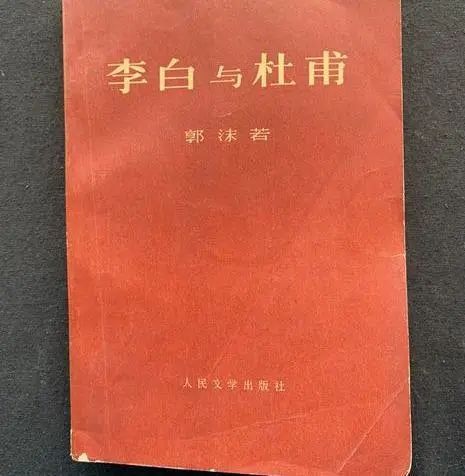 李白与杜甫
郭沫若
人民文学出版社